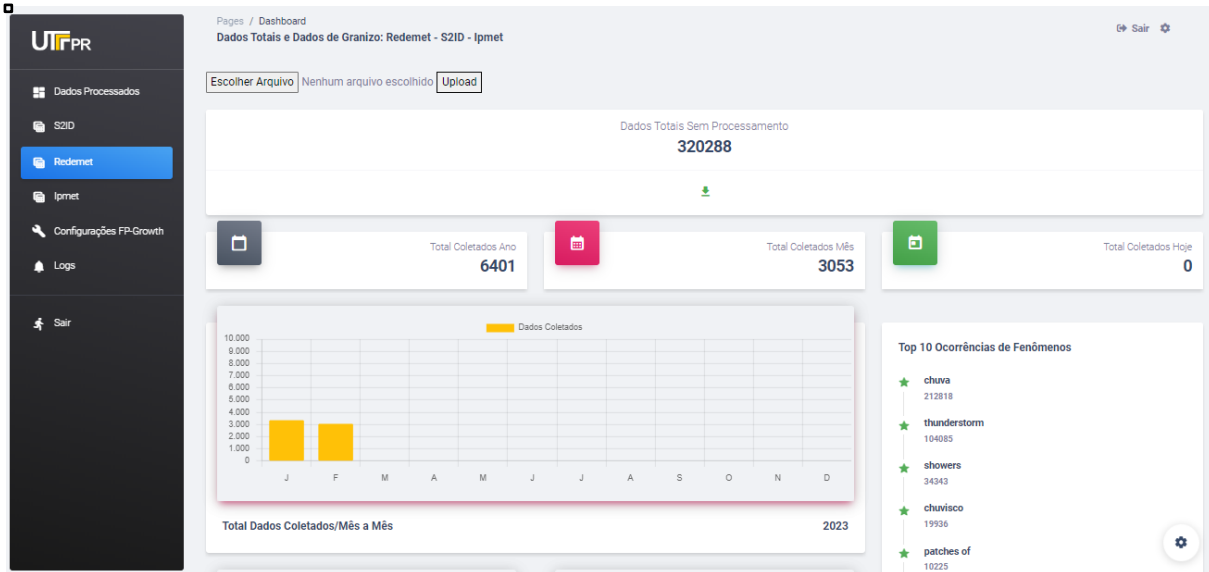 UTFPR
Dados Processados
S2ID
Redemet
Ipmet
Configurações FP-Growth
Logs
Sair
Pages / Dashboard
Dados Totais e Dados de Granizo: Redemet - S2ID - Ipmet
Sair
Escolher Arquivo Nenhum arquivo escolhido Upload
Dados Totais Sem Processamento
320288
Total Coletados Ano
6401
Total Coletados Mês
3053
Total Coletados Hoje
0
Dados Coletados
10.000
9.000
8.000
7.000
6.000
5.000
4.000
3.000
2.000
1.000
0
J F M A M J J A S O N D
Total Dados Coletados/Mês a Mês 2023
Top 10 Ocorrências de Fenômenos
chuva
212818
thunderstorm
104085
showers
34343
chuvisco
19936
patches of
10225